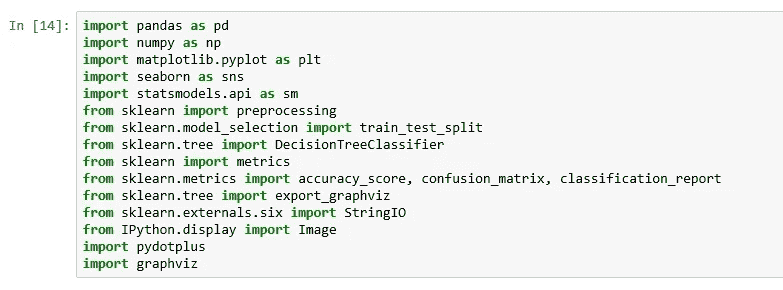 In [14]: import pandas as pd
import numpy as np
import matplotlib.pyplot as plt
import seaborn as sns
import statsmodels.api as sm
from sklearn import preprocessing
from sklearn.model_selection import train_test_split
from sklearn.tree import DecisionTreeClassifier
from sklearn import metrics
from sklearn.metrics import accuracy_score, confusion_matrix, classification_report
from sklearn.tree import export_graphviz
from sklearn.externals.six import StringIO
from IPython.display import Image
import pydotplus
import graphviz